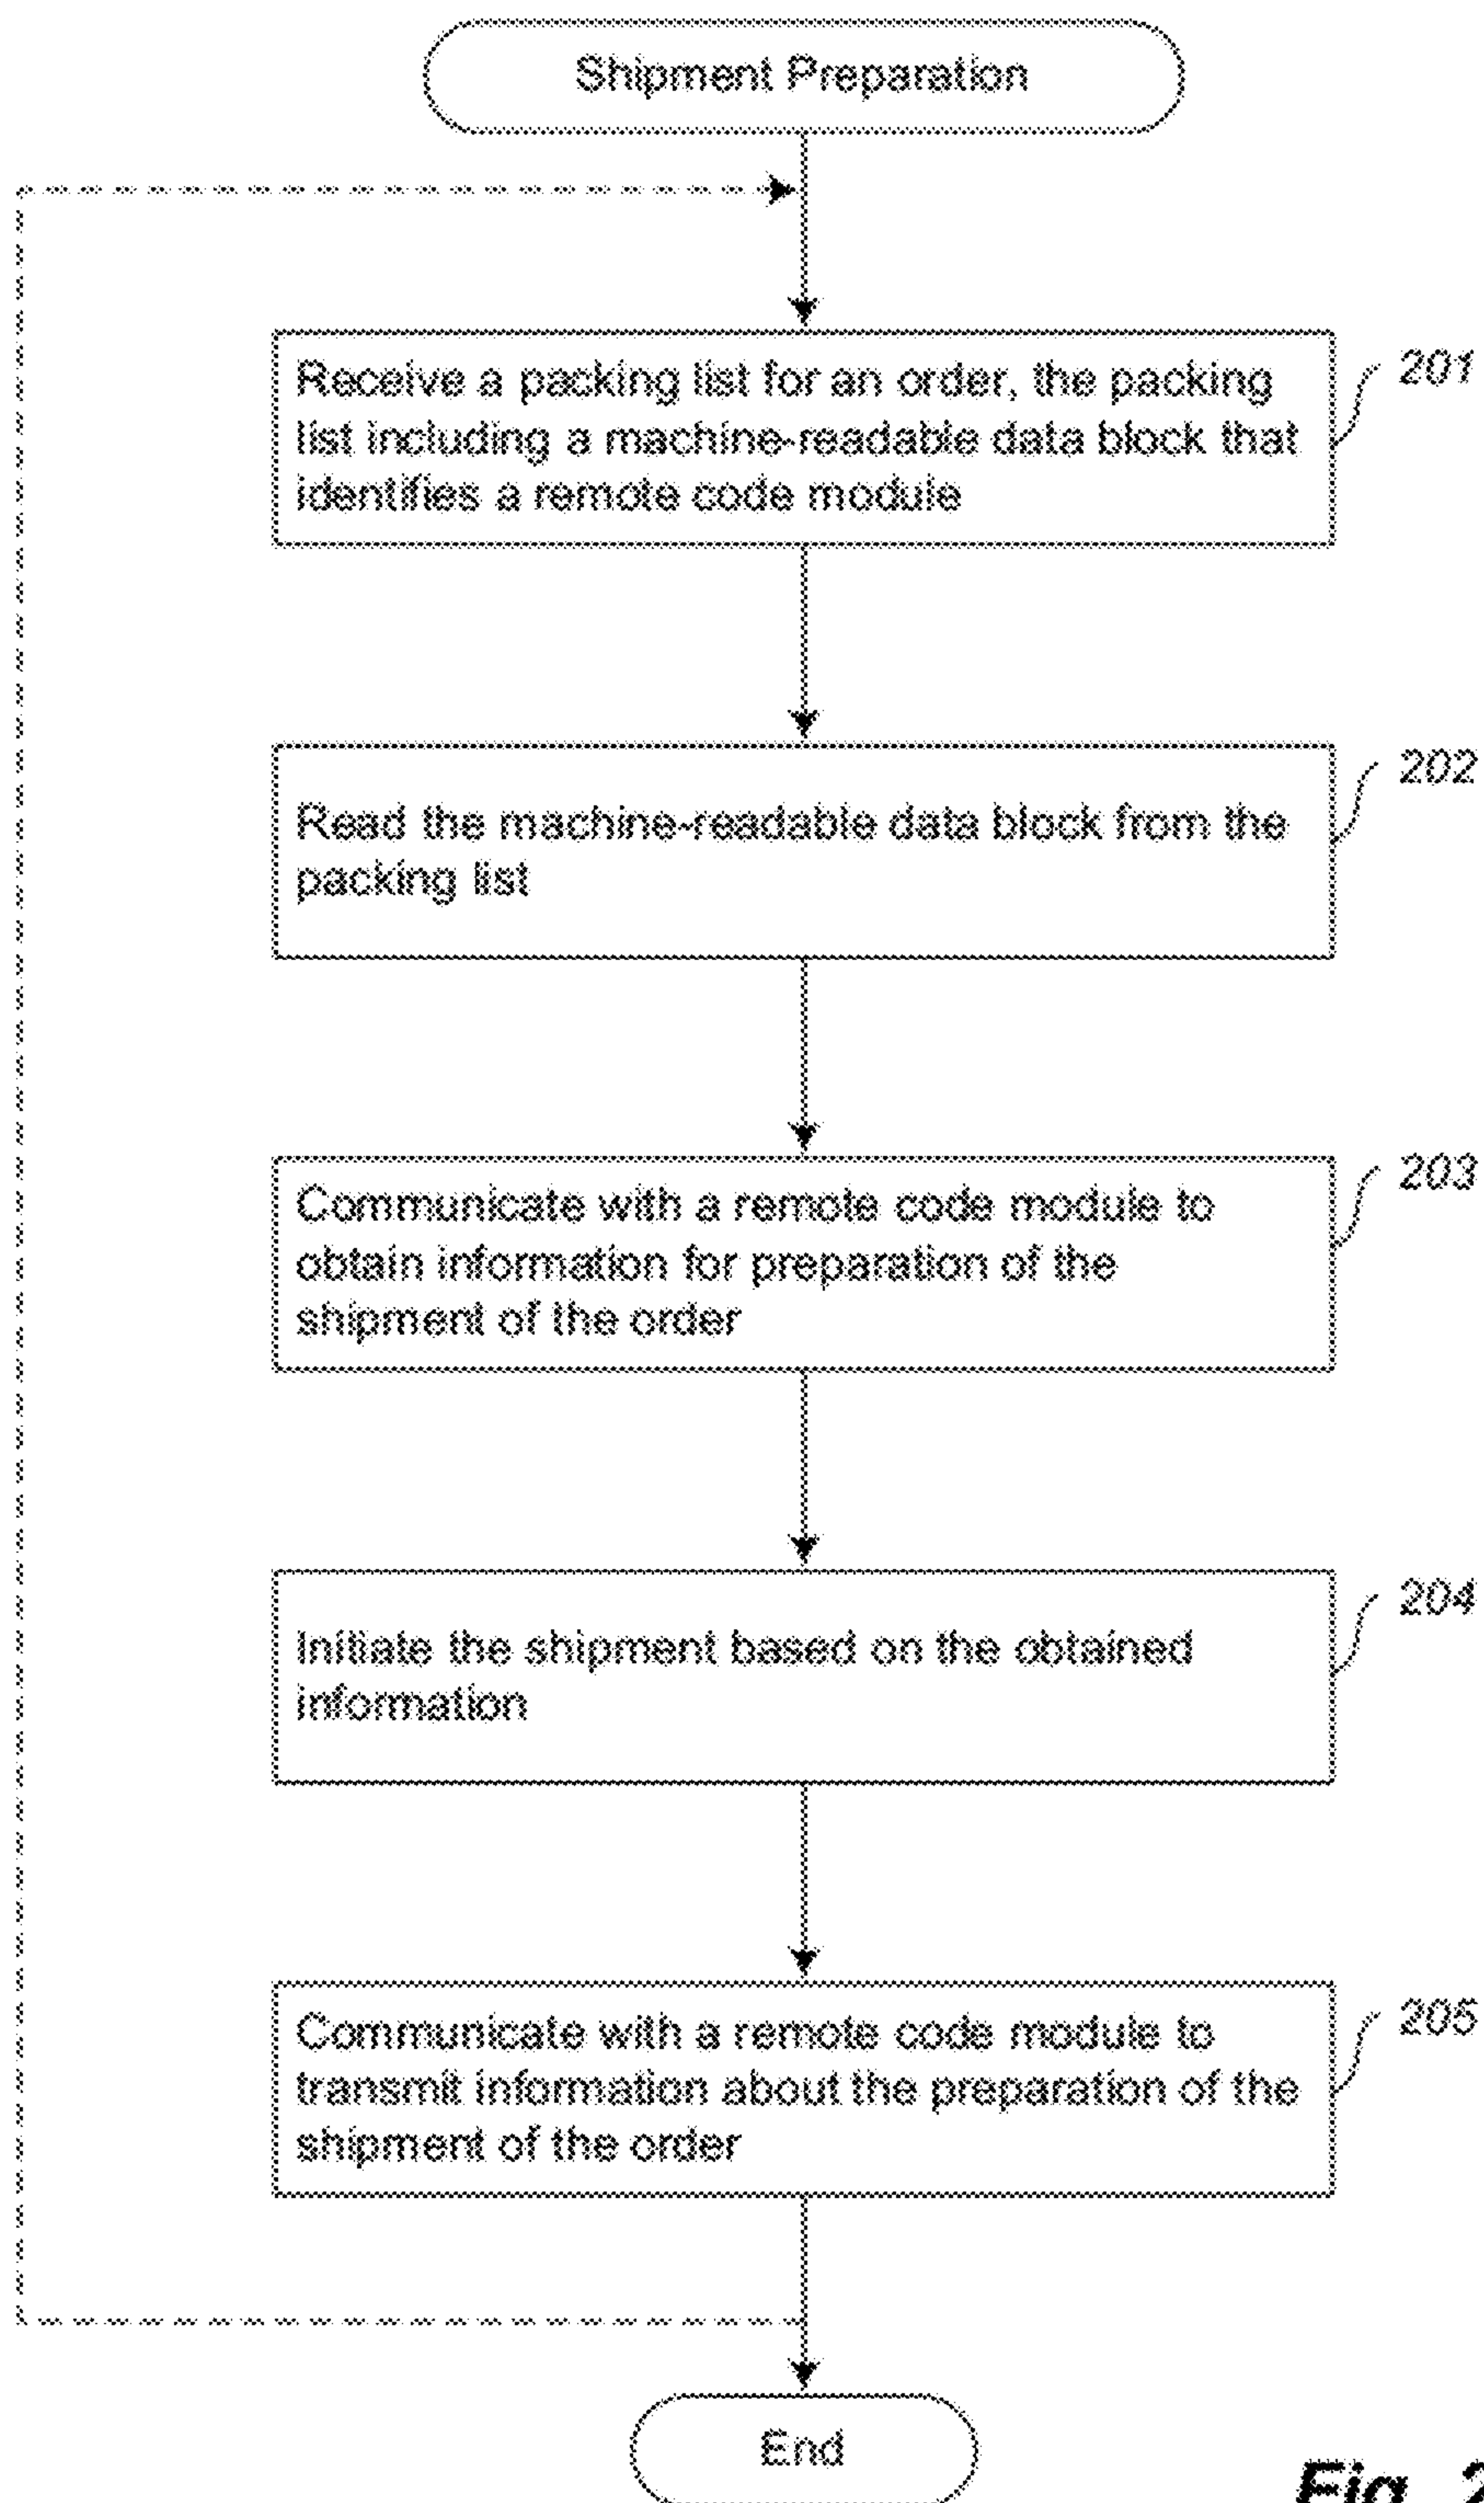 Shipment Preparation
Receive a packing list for an order, the packing
list including a machine-readable data block that
identifies a remote code module
201
Read the machine-readable data block from the
packing list
202
Communicate with a remote code module to
obtain information for preparation of the
shipment of the order
203
Initiate the shipment based on the obtained
information
204
Communicate with a remote code module to
transmit information about the preparation of the
shipment of the order
205
End
Fig. 2